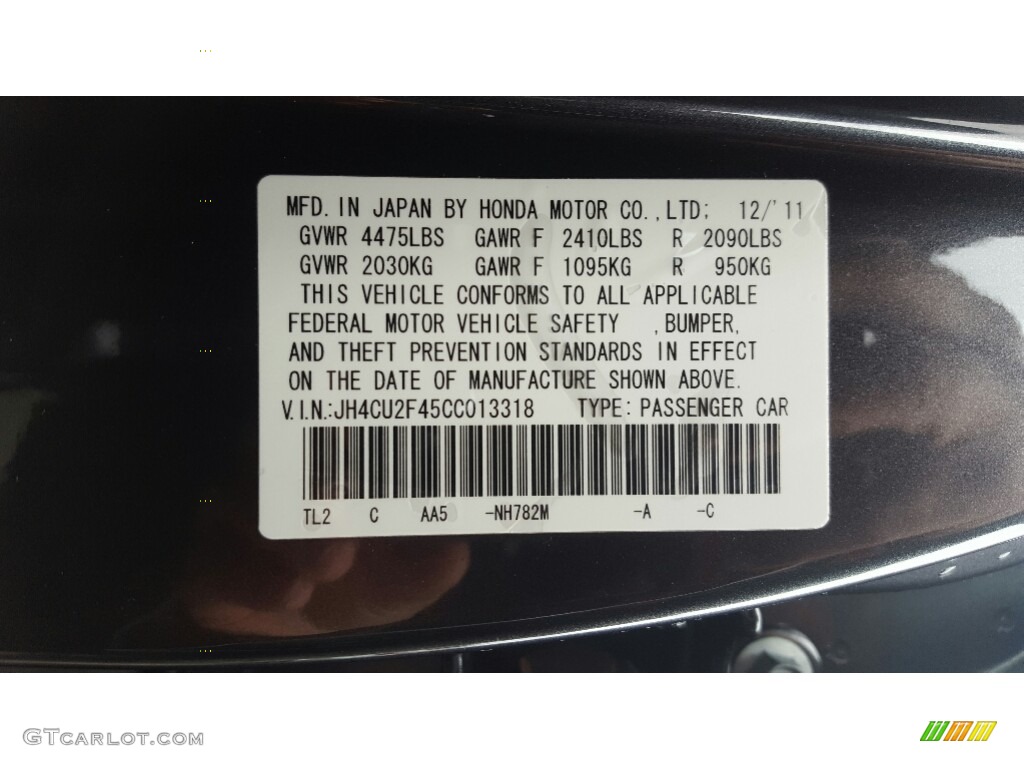 MFD. IN JAPAN BY HONDA MOTOR CO.,LTD; 12/'11
GVWR 4475LBS GAWR F 2410LBS R 2090LBS
GVWR 2030KG GAWR F 1095KG R 950KG
THIS VEHICLE CONFORMS TO ALL APPLICABLE
FEDERAL MOTOR VEHICLE SAFETY ,BUMPER,
AND THEFT PREVENTION STANDARDS IN EFFECT
ON THE DATE OF MANUFACTURE SHOWN ABOVE.
V.I.N.:JH4CU2F45CC013318 TYPE: PASSENGER CAR
TL2 C AA5 -NH782M -A -C
GTCARLOT.COM